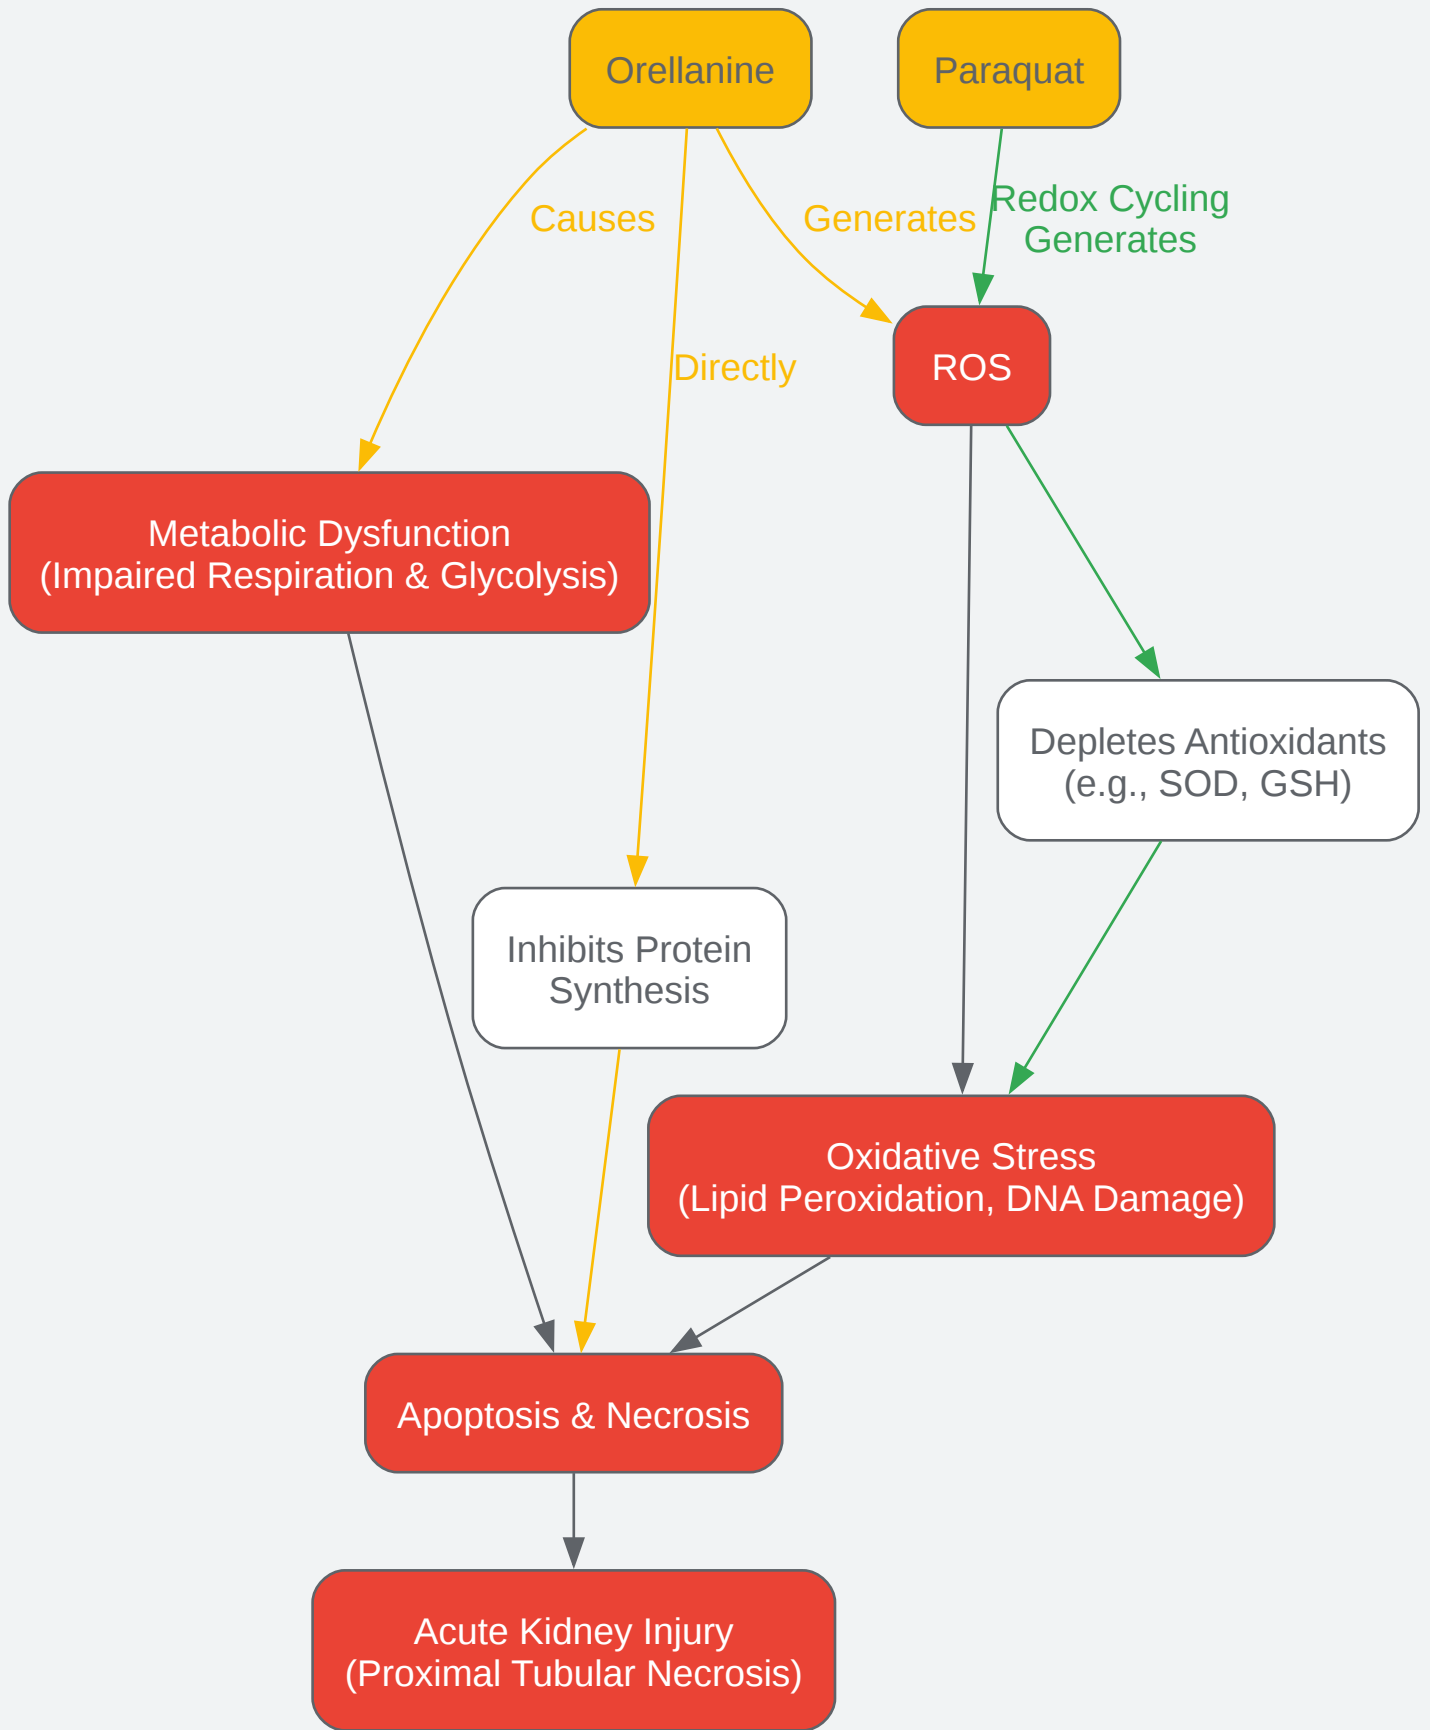 Orellanine
Paraquat
Causes
Generates
Redox Cycling
Generates
Directly
ROS
Metabolic Dysfunction
(Impaired Respiration & Glycolysis)
Depletes Antioxidants
(e.g., SOD, GSH)
Inhibits Protein
Synthesis
Oxidative Stress
(Lipid Peroxidation, DNA Damage)
Apoptosis & Necrosis
Acute Kidney Injury
(Proximal Tubular Necrosis)